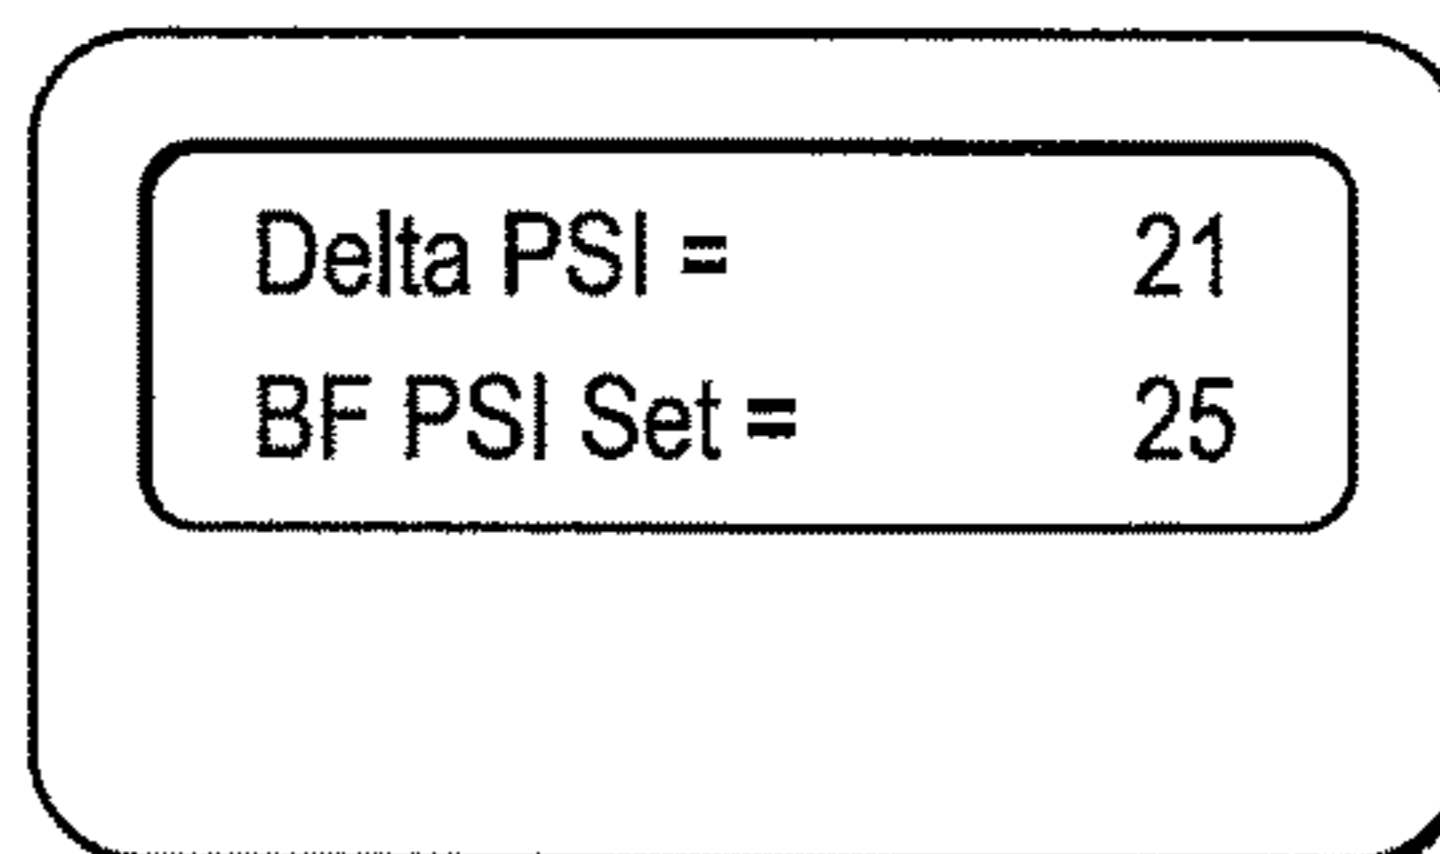 Delta PSI = 21
BF PSI Set = 25